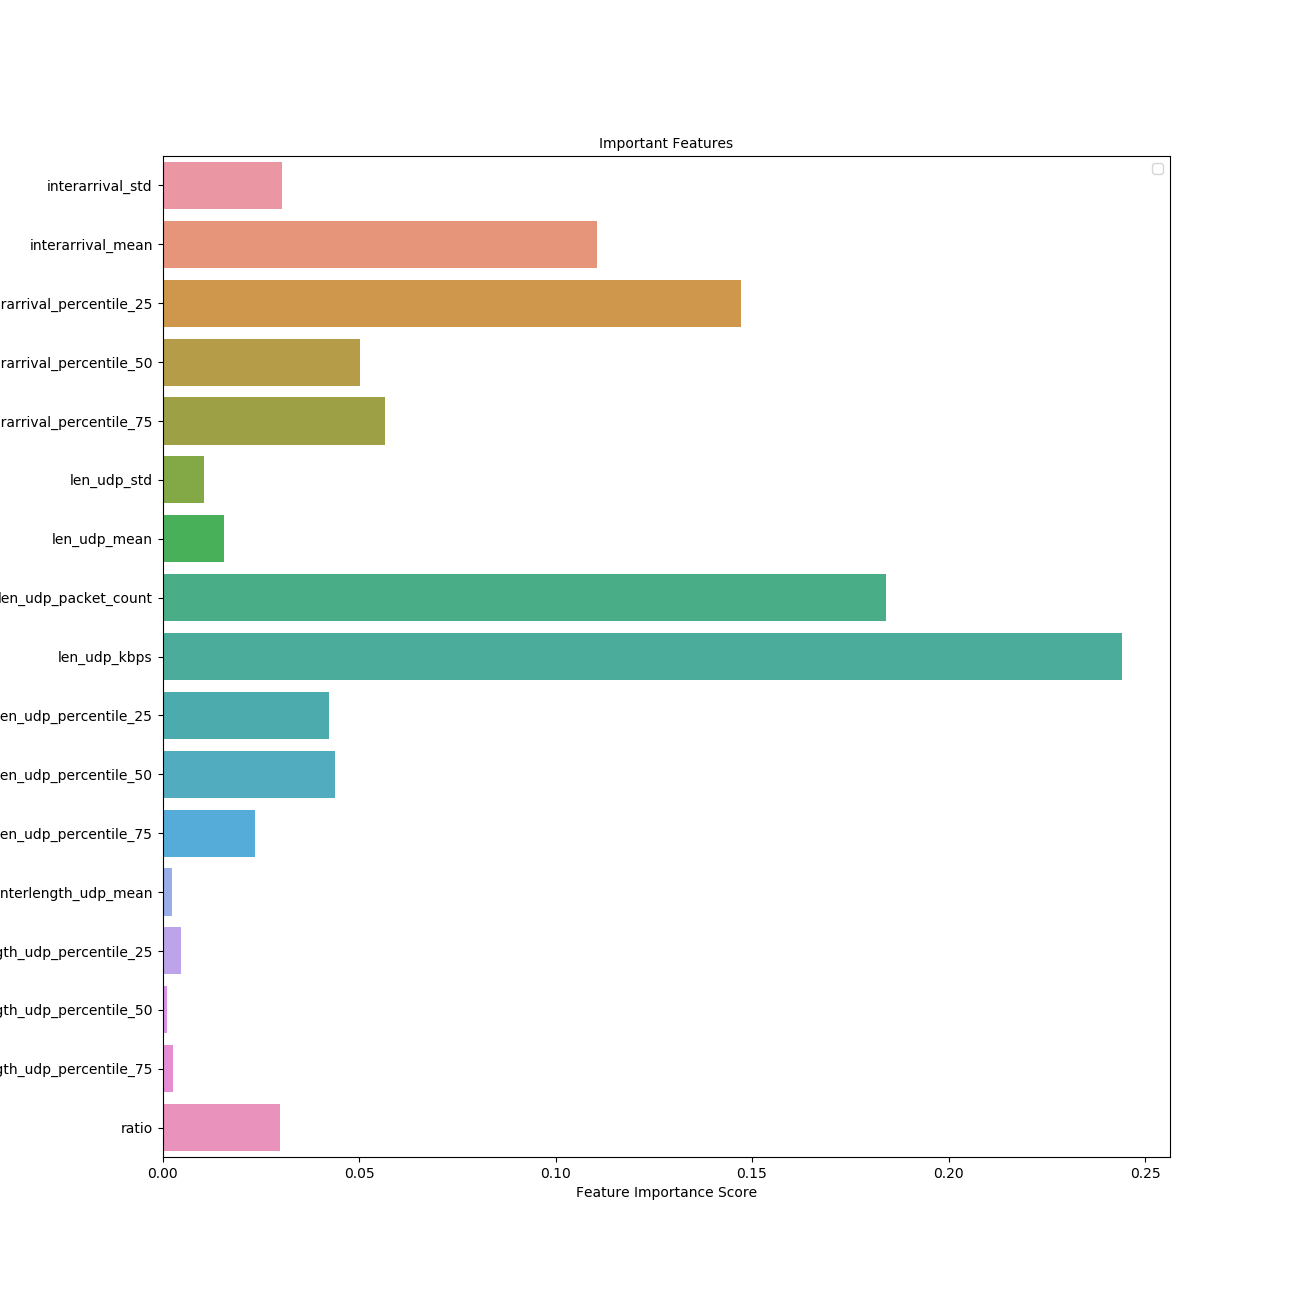 Important Features
interarrival_std
interarrival_mean
rarrival_percentile_25
rarrival_percentile_50
rarrival_percentile_75
len_udp_std
len_udp_mean
len_udp_packet_count
len_udp_kbps
en_udp_percentile_25
en_udp_percentile_50
en_udp_percentile_75
nterlength_udp_mean
gth_udp_percentile_25
gth_udp_percentile_50
gth_udp_percentile_75
ratio
0.00 0.05 0.10 0.15 0.20 0.25
Feature Importance Score